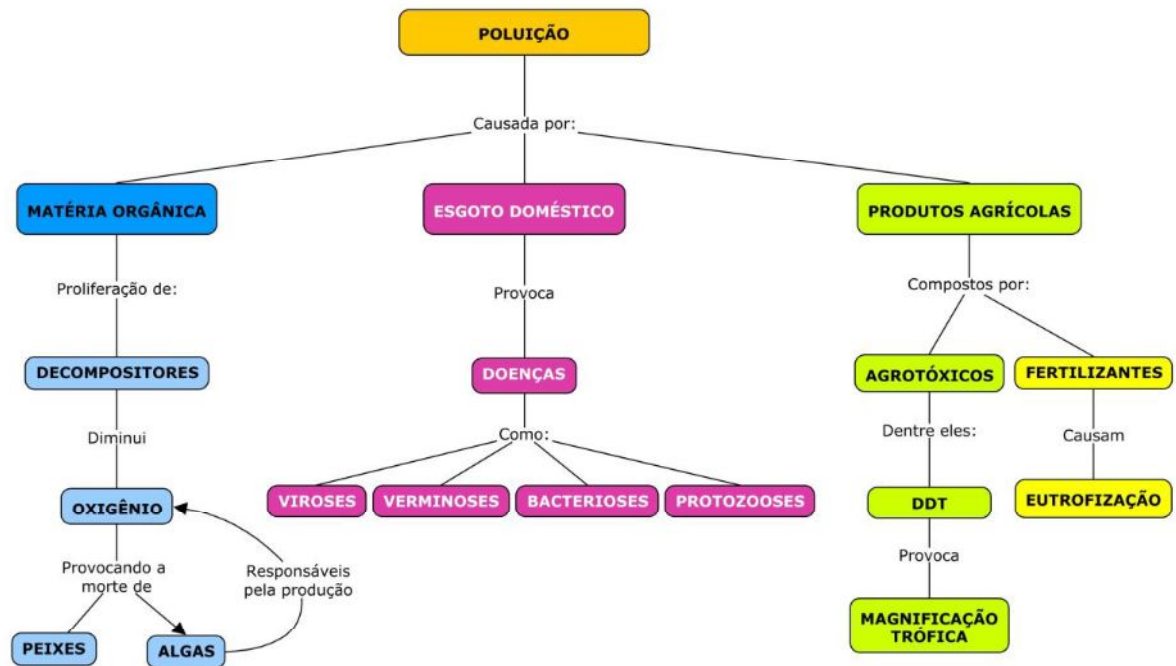 POLUIÇÃO
Causada por:
MATÉRIA ORGÂNICA
ESGOTO DOMÉSTICO
PRODUTOS AGRÍCOLAS
Proliferação de:
Provoca
Compostos por:
DECOMPOSITORES
DOENÇAS
AGROTÓXICOS
FERTILIZANTES
Diminui
Como:
Dentre eles:
Causam
OXIGÊNIO
VIROSES
VERMINOSES
BACTERIOSES
PROTOZOOSES
DDT
EUTROFIZAÇÃO
Provocando a
morte de
Responsáveis
pela produção
Provoca
PEIXES
ALGAS
MAGNIFICAÇÃO
TRÓFICA